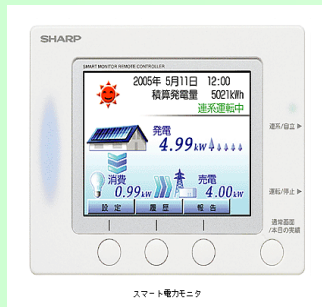 SHARP
SMART MONITOR REMOTE CONTROLLER
2005年 5月11日 12:00
積算発電量 5021kWh
連系運転中
発電
4.99kW
消費
0.99kW
売電
4.00kW
設定 履歴 報告
連系/自立 ▶
運転/停止 ▶
通常画面
/本日の実績
スマート電力モニタ